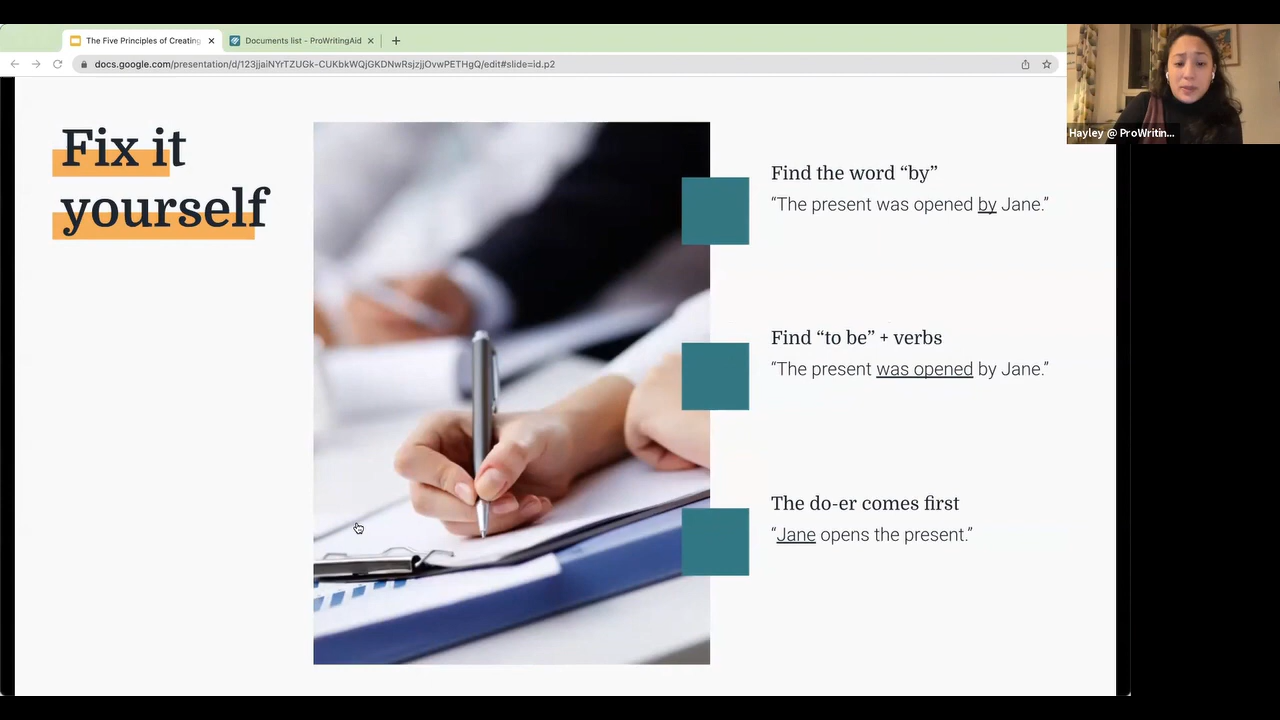 The Five Principles of Creating
Documents list - ProWritingAid
docs.google.com/presentation/d/123jjaiNYrTZUGk-CUKbkWQjGKDNwRsjzjjOvwPETHgQ/edit#slide=id.p2
Hayley @ ProWritin...
Fix it
yourself
Find the word “by”
“The present was opened by Jane.”
Find “to be” + verbs
“The present was opened by Jane.”
The do-er comes first
“Jane opens the present.”